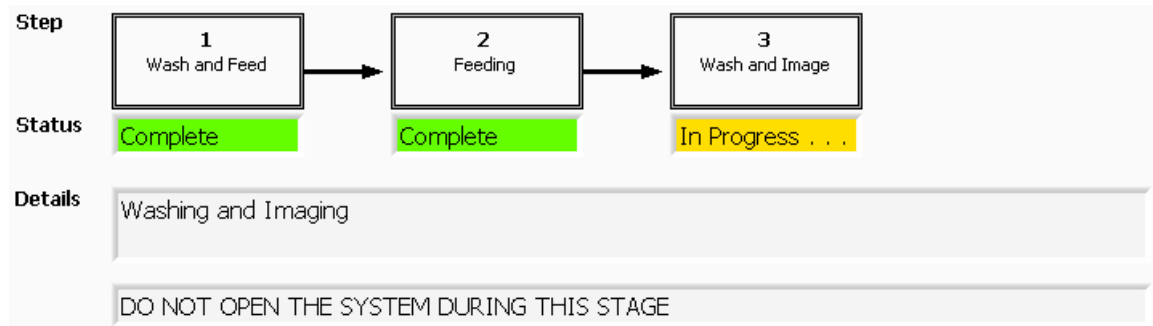 Step
1
Wash and Feed
2
Feeding
3
Wash and Image
Status
Complete
Complete
In Progress . . .
Details
Washing and Imaging
DO NOT OPEN THE SYSTEM DURING THIS STAGE